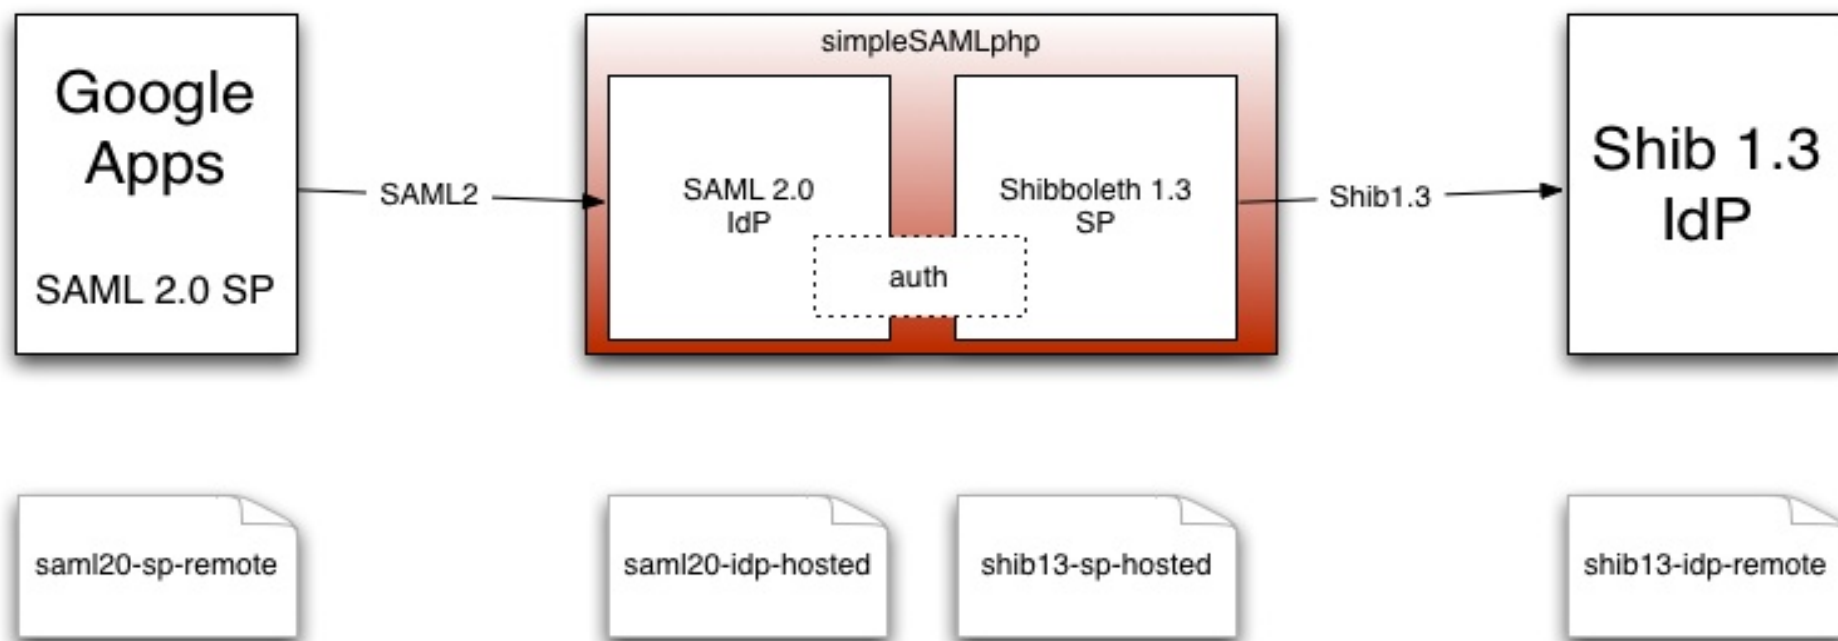 Google
Apps
SAML 2.0 SP
SAML2
simpleSAMLphp
SAML 2.0
IdP
Shibboleth 1.3
SP
auth
Shib1.3
Shib 1.3
IdP
saml20-sp-remote
saml20-idp-hosted
shib13-sp-hosted
shib13-idp-remote